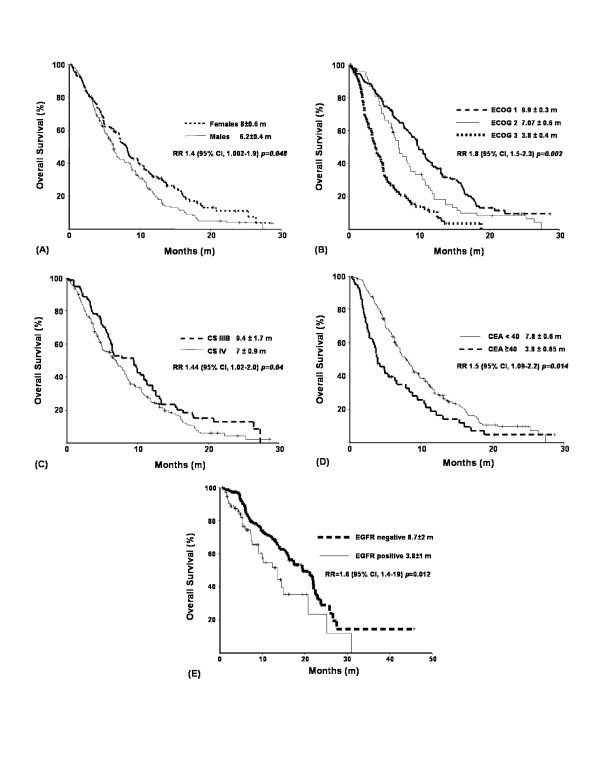 100
80
60
40
20
Overall Survival (%)
Females 8±0.6 m
Males 6.2±0.4 m
RR 1.4 (95% CI, 1.002-1.9) p=0.048
0 10 20 30
Months (m)
(A)
100
80
60
40
20
Overall Survival (%)
ECOG 1 9.9 ± 0.3 m
ECOG 2 7.07 ± 0.6 m
ECOG 3 3.8 ± 0.4 m
RR 1.8 (95% CI, 1.5-2.3) p=0.002
0 10 20 30
Months (m)
(B)
100
80
60
40
20
Overall Survival (%)
CS IIIB 9.4 ± 1.7 m
CS IV 7 ± 0.9 m
RR 1.44 (95% CI, 1.02-2.0) p=0.04
0 10 20 30
Months (m)
(C)
100
80
60
40
20
Overall Survival (%)
CEA < 40 7.8 ± 0.6 m
CEA ≥40 3.8 ± 0.65 m
RR 1.5 (95% CI, 1.09-2.2) p=0.014
0 10 20 30
Months (m)
(D)
100
80
60
40
20
Overall Survival (%)
EGFR negative 8.7±2 m
EGFR positive 3.8±1 m
RR=1.6 (95% CI, 1.4-19) p=0.012
0 10 20 30 40 50
Months (m)
(E)